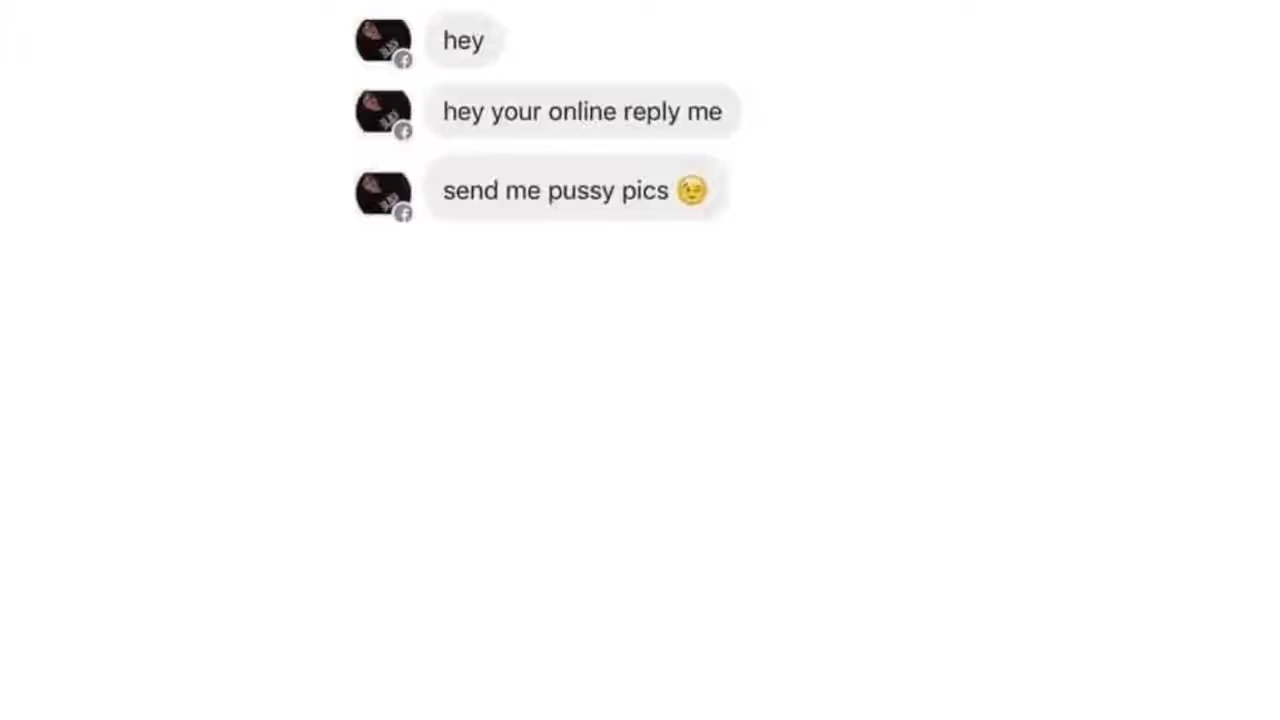 hey
hey your online reply me
send me pussy pics 😉